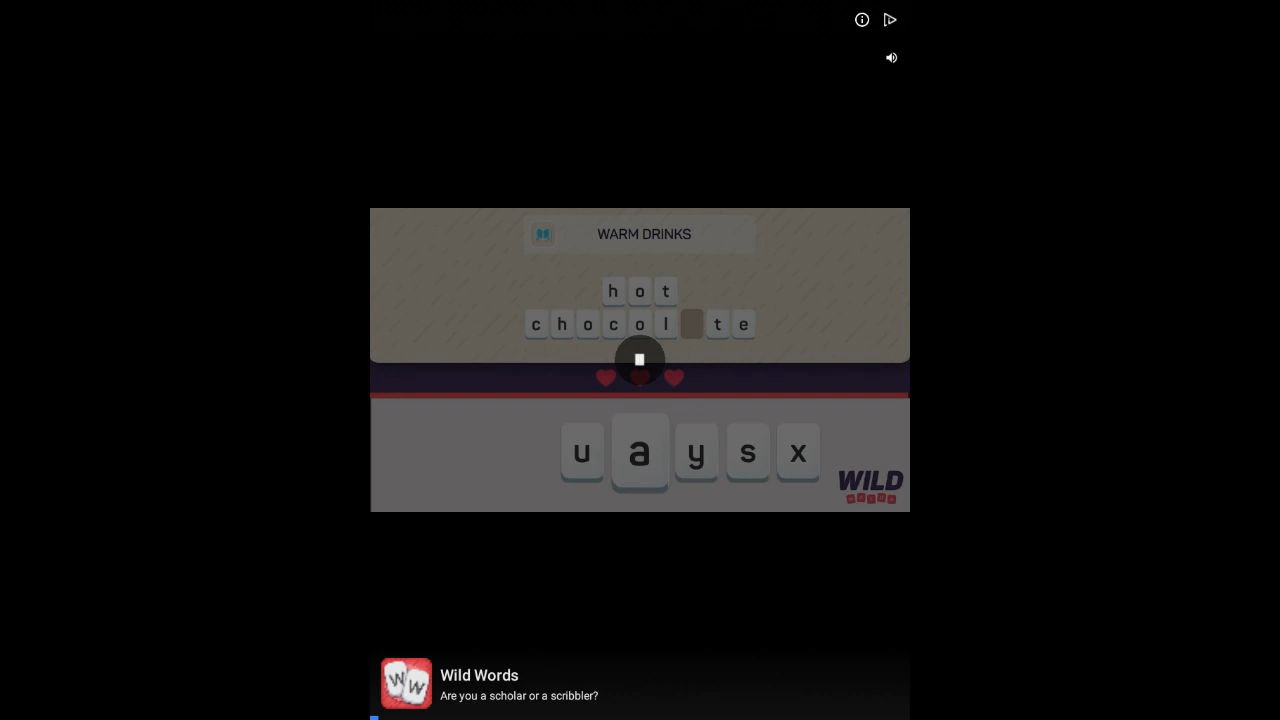 WARM DRINKS
h o t
c h o c o l t e
u a y s x
WILD
W W
Wild Words
Are you a scholar or a scribbler?